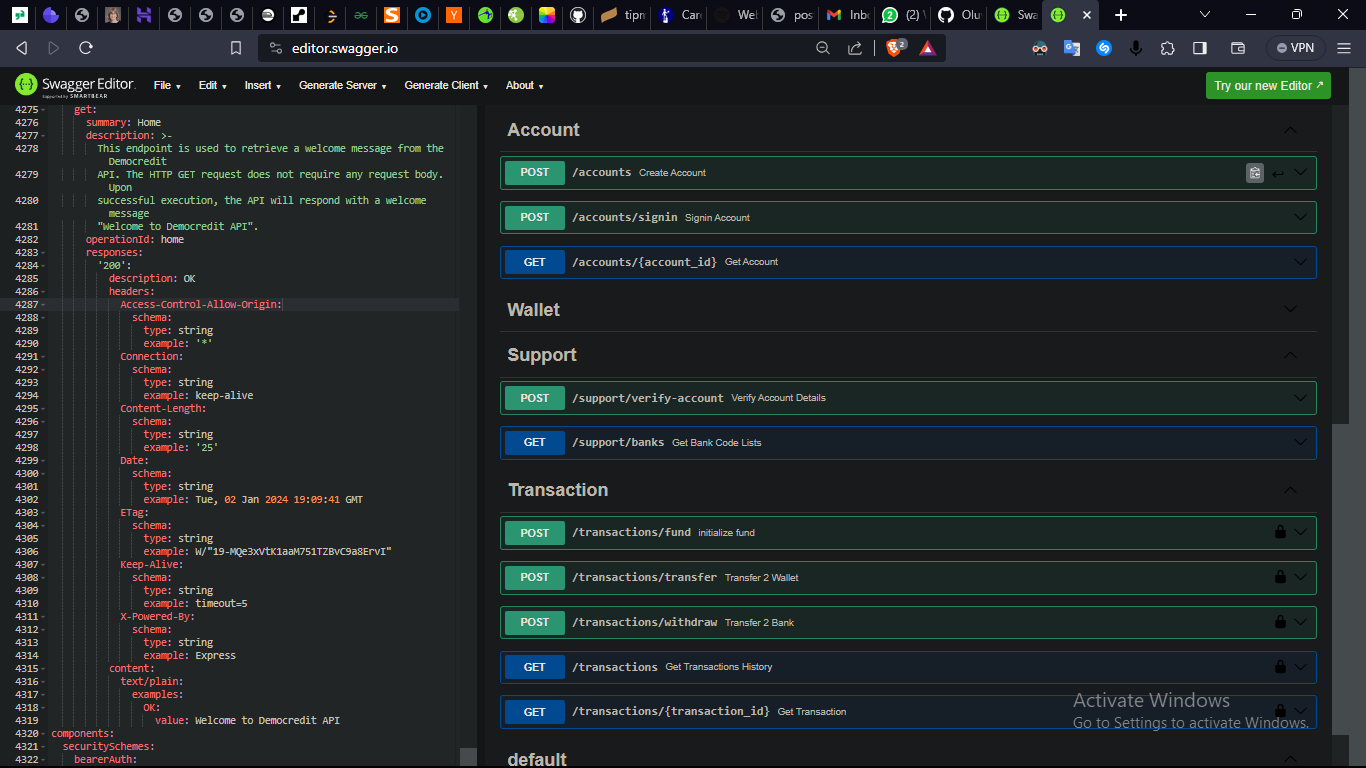 tipr
Car
We
pos
Inb
(2)
Olu
Swa
editor.swagger.io
2
VPN
Swagger Editor.
Supported by SMARTBEAR
File
Edit
Insert
Generate Server
Generate Client
About
Try our new Editor
4275 get:
4276 summary: Home
4277 description: >-
4278 This endpoint is used to retrieve a welcome message from the
Democredit
4279 API. The HTTP GET request does not require any request body.
Upon
4280 successful execution, the API will respond with a welcome
message
4281 "Welcome to Democredit API".
4282 operationId: home
4283 responses:
4284 '200':
4285 description: OK
4286 headers:
4287 Access-Control-Allow-Origin:
4288 schema:
4289 type: string
4290 example: '*'
4291 Connection:
4292 schema:
4293 type: string
4294 example: keep-alive
4295 Content-Length:
4296 schema:
4297 type: string
4298 example: '25'
4299 Date:
4300 schema:
4301 type: string
4302 example: Tue, 02 Jan 2024 19:09:41 GMT
4303 ETag:
4304 schema:
4305 type: string
4306 example: W/"19-MQe3xVtK1aaM751TZBvC9a8ErvI"
4307 Keep-Alive:
4308 schema:
4309 type: string
4310 example: timeout=5
4311 X-Powered-By:
4312 schema:
4313 type: string
4314 example: Express
4315 content:
4316 text/plain:
4317 examples:
4318 OK:
4319 value: Welcome to Democredit API
4320 components:
4321 securitySchemes:
4322 bearerAuth:
Account
POST /accounts Create Account
POST /accounts/signin Signin Account
GET /accounts/{account_id} Get Account
Wallet
Support
POST /support/verify-account Verify Account Details
GET /support/banks Get Bank Code Lists
Transaction
POST /transactions/fund initialize fund
POST /transactions/transfer Transfer 2 Wallet
POST /transactions/withdraw Transfer 2 Bank
GET /transactions Get Transactions History
GET /transactions/{transaction_id} Get Transaction
default
Activate Windows
Go to Settings to activate Windows.